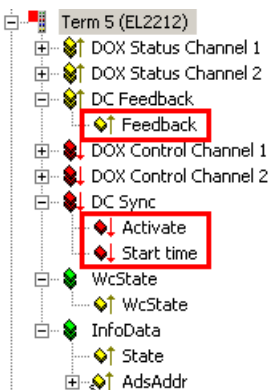 Term 5 (EL2212)
DOX Status Channel 1
DOX Status Channel 2
DC Feedback
Feedback
DOX Control Channel 1
DOX Control Channel 2
DC Sync
Activate
Start time
WcState
WcState
InfoData
State
AdsAddr